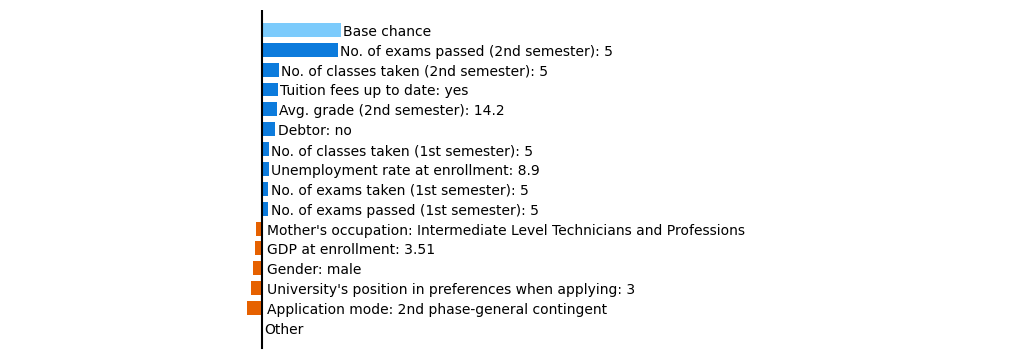 Base chance
No. of exams passed (2nd semester): 5
No. of classes taken (2nd semester): 5
Tuition fees up to date: yes
Avg. grade (2nd semester): 14.2
Debtor: no
No. of classes taken (1st semester): 5
Unemployment rate at enrollment: 8.9
No. of exams taken (1st semester): 5
No. of exams passed (1st semester): 5
Mother's occupation: Intermediate Level Technicians and Professions
GDP at enrollment: 3.51
Gender: male
University's position in preferences when applying: 3
Application mode: 2nd phase-general contingent
Other